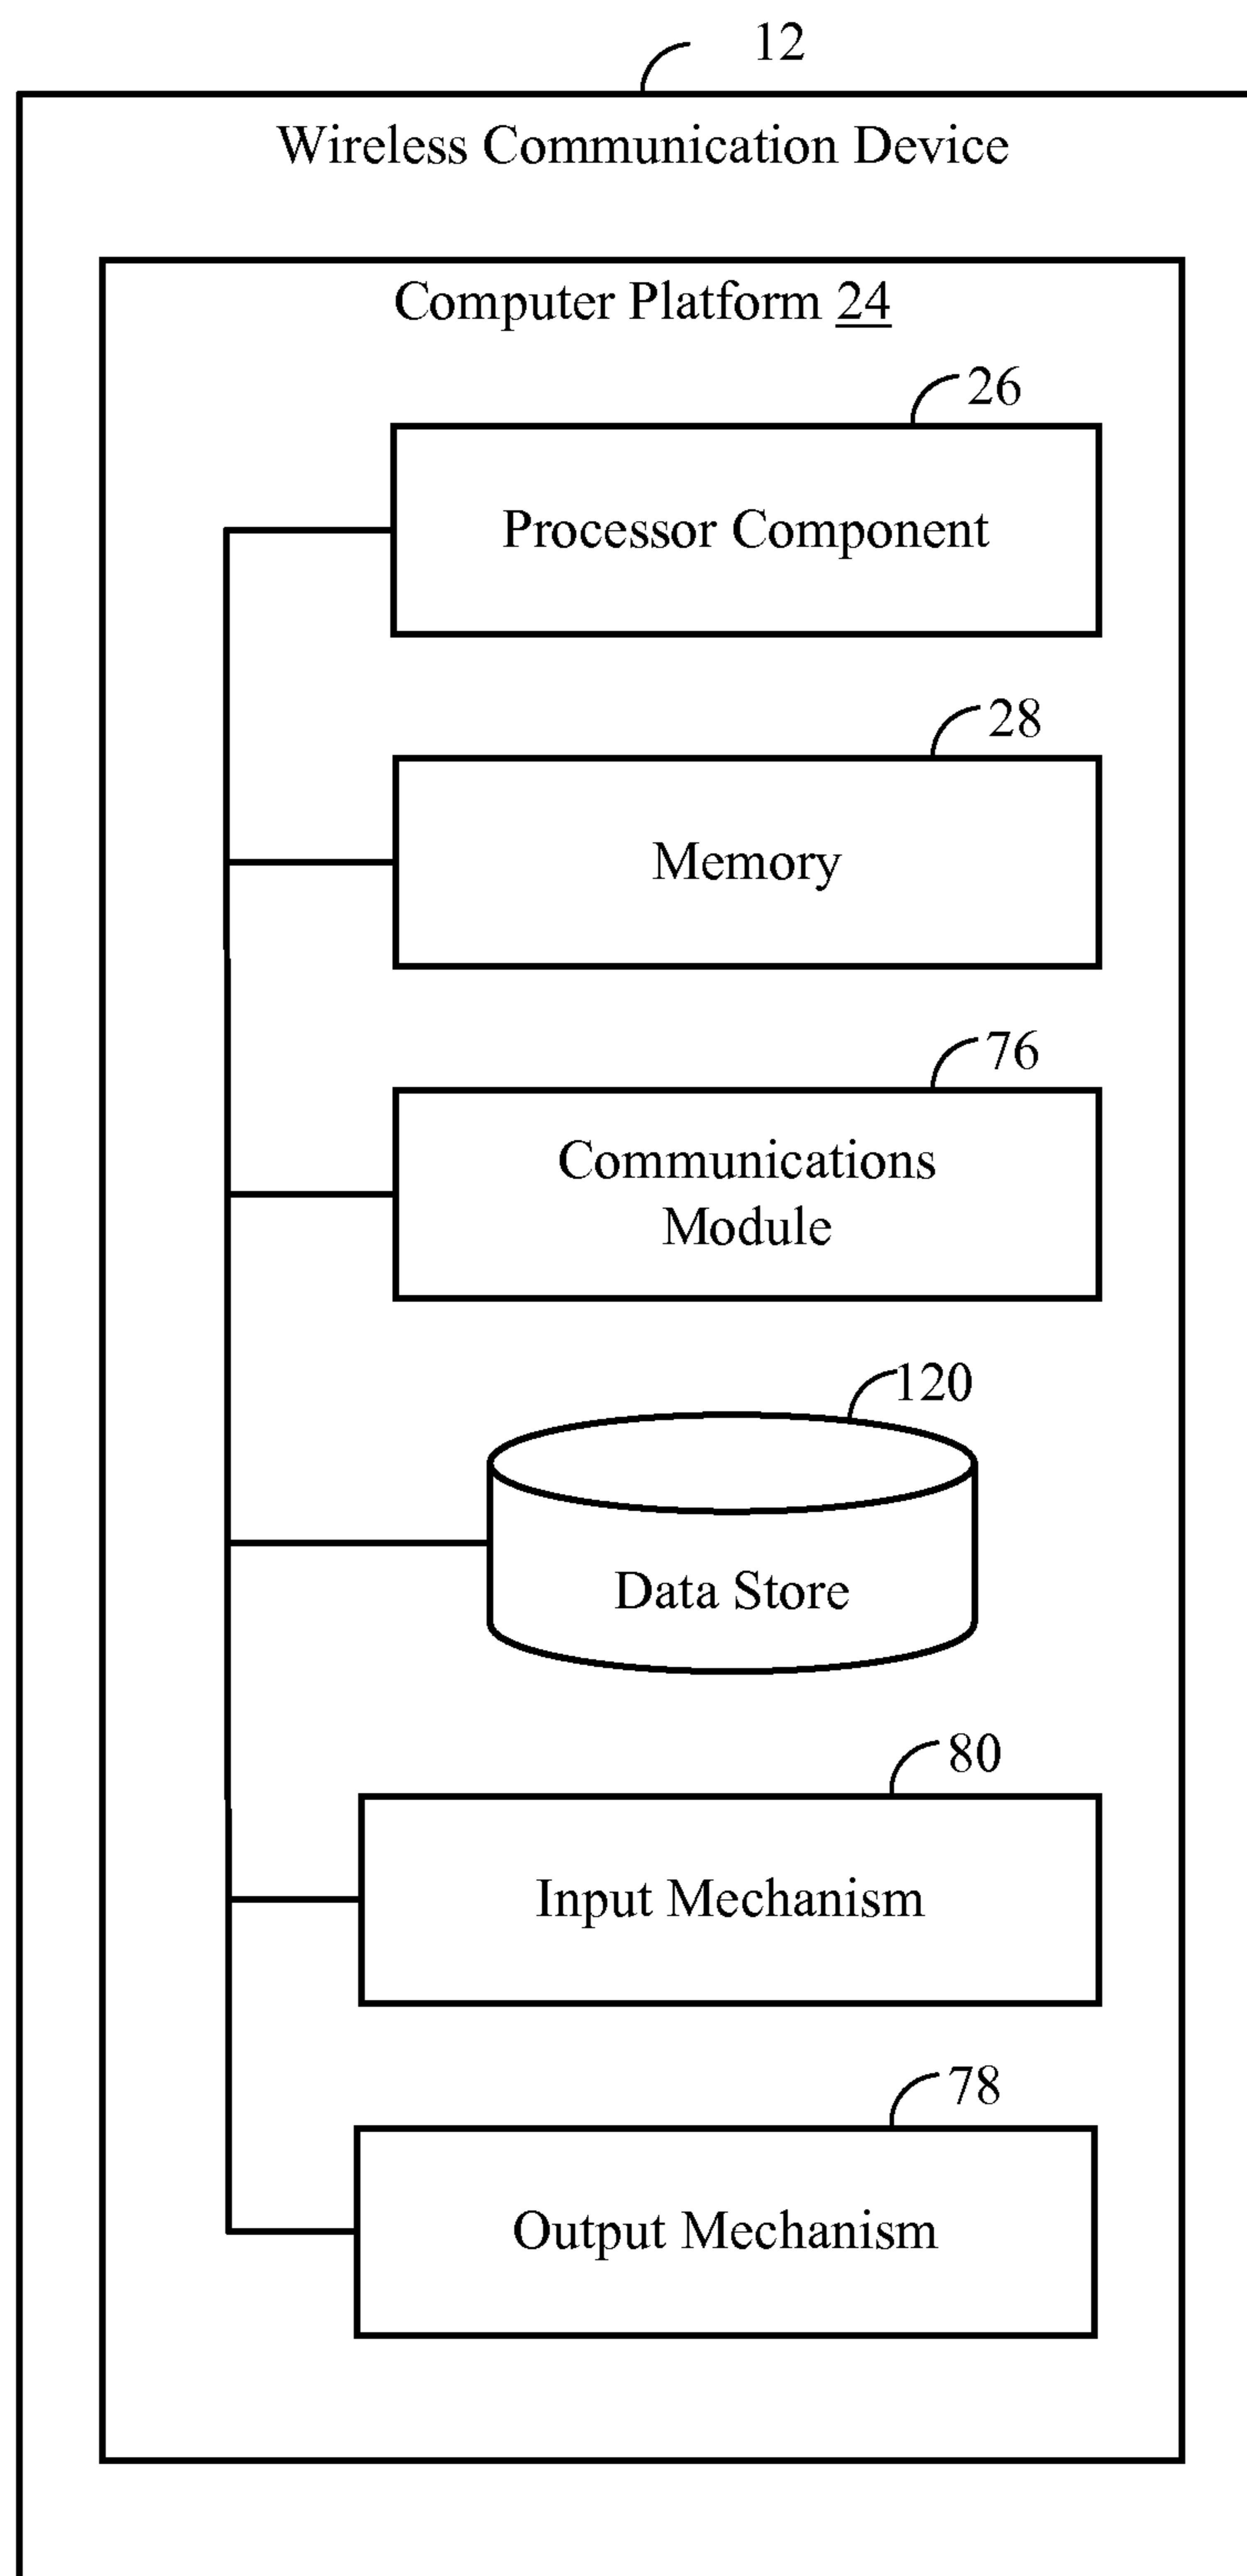 12
Wireless Communication Device
Computer Platform 24
26
Processor Component
28
Memory
76
Communications
Module
120
Data Store
80
Input Mechanism
78
Output Mechanism